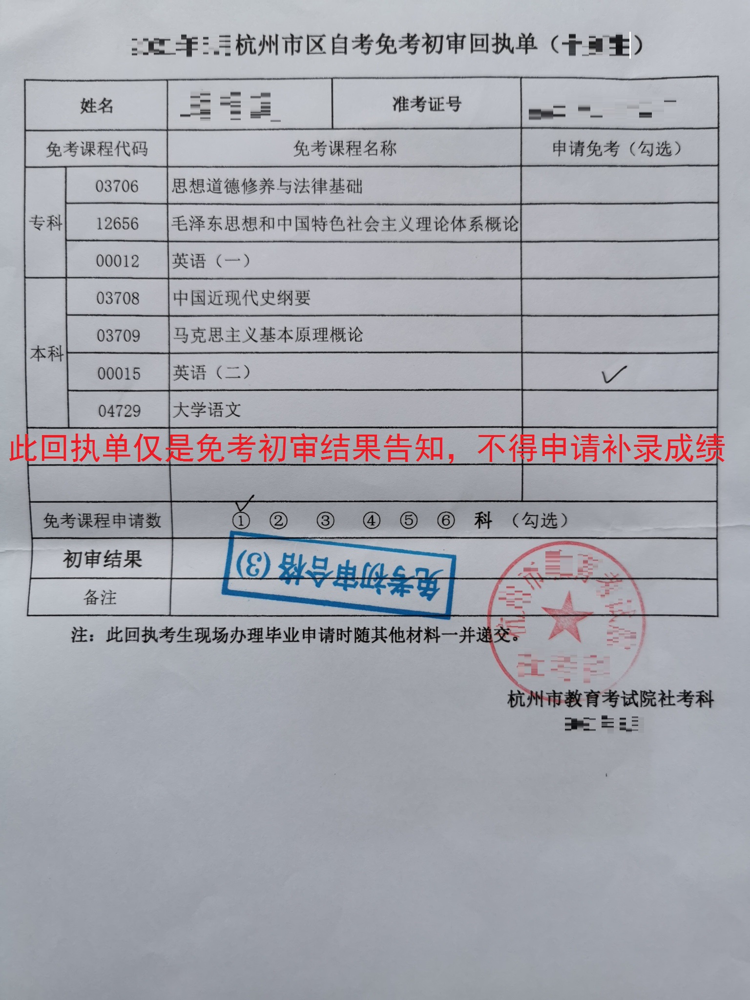 杭州市区自考免考初审回执单（
）
姓名 准考证号
免考课程代码 免考课程名称 申请免考（勾选）
专科
03706 思想道德修养与法律基础
12656 毛泽东思想和中国特色社会主义理论体系概论
00012 英语（一）
本科
03708 中国近现代史纲要
03709 马克思主义基本原理概论
00015 英语（二） ✓
04729 大学语文
此回执单仅是免考初审结果告知，不得申请补录成绩
✓
免考课程申请数 ① ② ③ ④ ⑤ ⑥ 科 （勾选）
初审结果
免考初审合格(3)
备注
注：此回执考生现场办理毕业申请时随其他材料一并递交。
杭州市教育考试院社考科